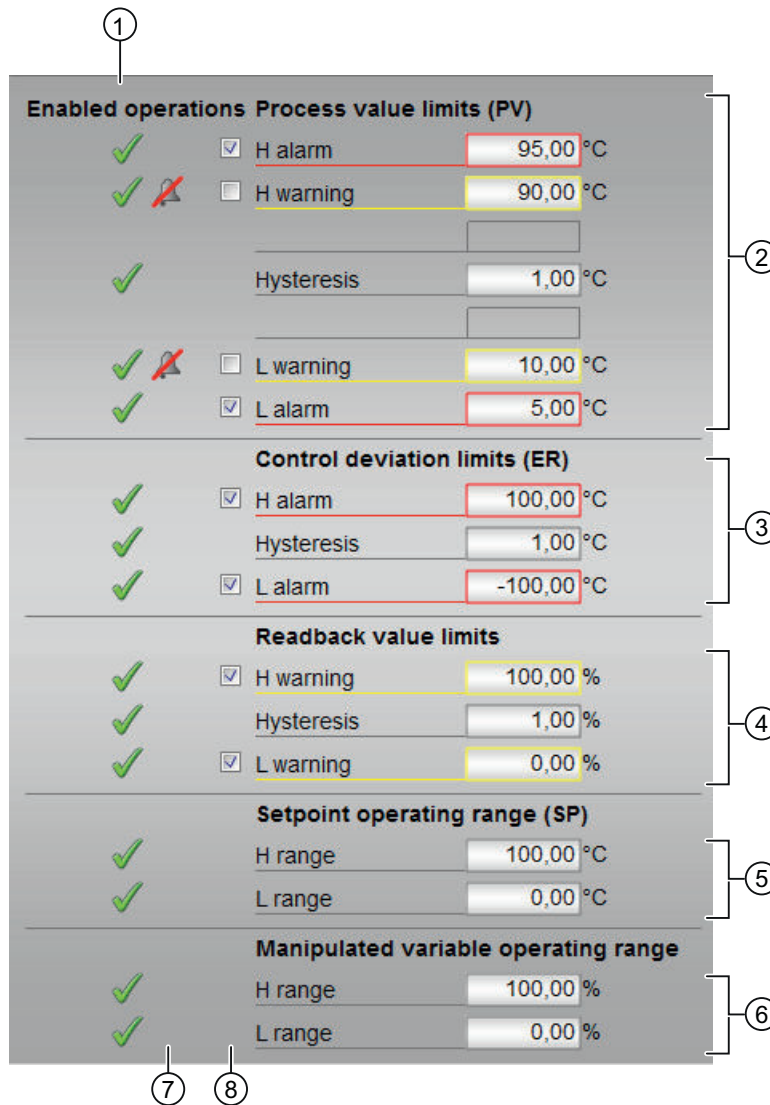 1
Enabled operations Process value limits (PV)
H alarm 95,00 °C
H warning 90,00 °C
2
Hysteresis 1,00 °C
L warning 10,00 °C
L alarm 5,00 °C
Control deviation limits (ER)
H alarm 100,00 °C
3
Hysteresis 1,00 °C
L alarm -100,00 °C
Readback value limits
H warning 100,00 %
Hysteresis 1,00 %
4
L warning 0,00 %
Setpoint operating range (SP)
H range 100,00 °C
5
L range 0,00 °C
Manipulated variable operating range
H range 100,00 %
6
L range 0,00 %
7 8